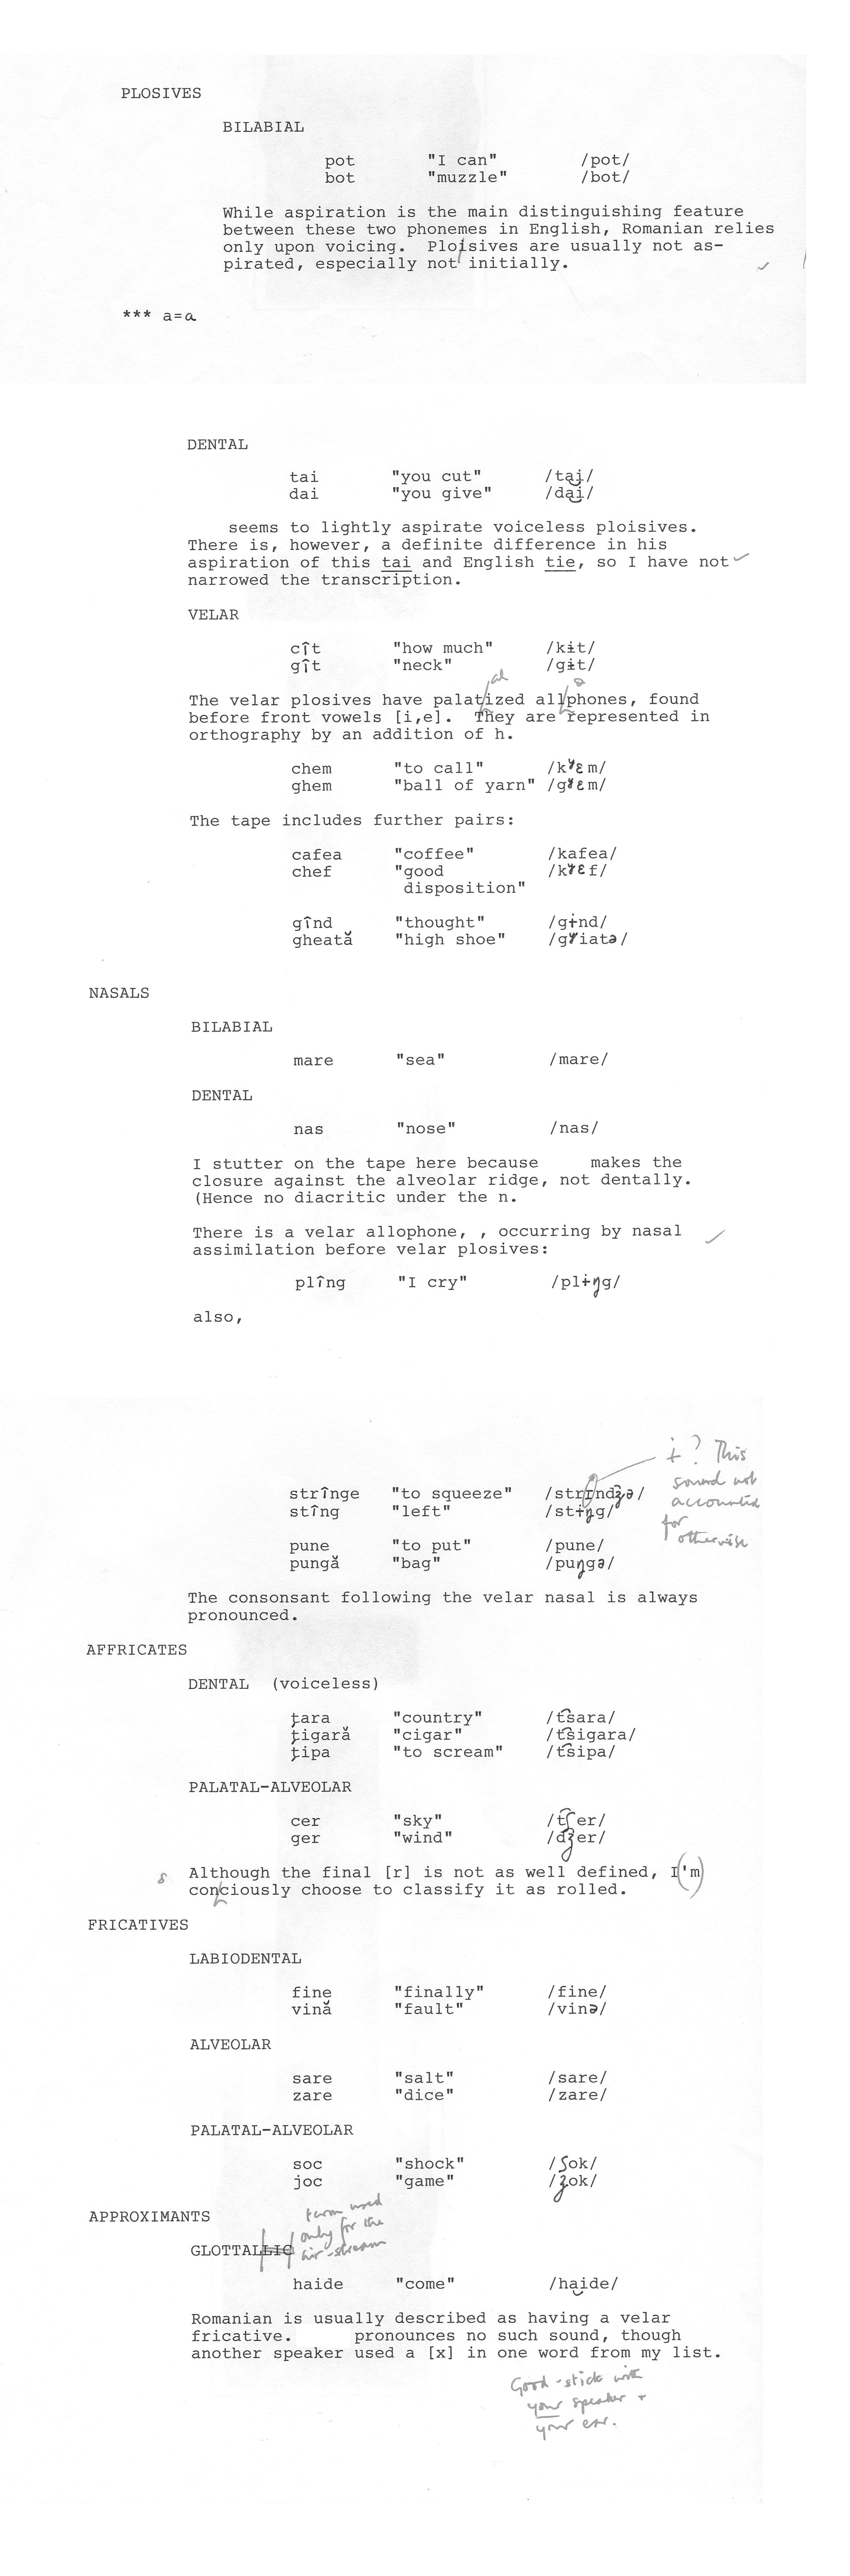 PLOSIVES
BILABIAL
pot "I can" /pot/
bot "muzzle" /bot/
While aspiration is the main distinguishing feature
between these two phonemes in English, Romanian relies
only upon voicing. Ploisives are usually not as-
pirated, especially not initially.
*** a=ɑ
DENTAL
tai "you cut" /ta͜i/
dai "you give" /da͜i/
seems to lightly aspirate voiceless ploisives.
There is, however, a definite difference in his
aspiration of this tai and English tie, so I have not
narrowed the transcription.
VELAR
cît "how much" /kɨt/
gît "neck" /gɨt/
al a
The velar plosives have palatized allphones, found
before front vowels [i,e]. They are represented in
orthography by an addition of h.
chem "to call" /kʸɛm/
ghem "ball of yarn" /gʸɛm/
The tape includes further pairs:
cafea "coffee" /kafea/
chef "good /kʸɛf/
disposition"
gînd "thought" /gɨnd/
gheată "high shoe" /gʸiatə/
NASALS
BILABIAL
mare "sea" /mare/
DENTAL
nas "nose" /nas/
I stutter on the tape here because makes the
closure against the alveolar ridge, not dentally.
(Hence no diacritic under the n.
There is a velar allophone, , occurring by nasal
assimilation before velar plosives:
plîng "I cry" /plɨŋg/
also,
ɨ? This
sound not
accounted
for
otherwise
strînge "to squeeze" /strɪnd͡ʒə/
stîng "left" /stɨŋg/
pune "to put" /pune/
pungă "bag" /puŋgə/
The consonsant following the velar nasal is always
pronounced.
AFFRICATES
DENTAL (voiceless)
ţara "country" /t͡sara/
ţigară "cigar" /t͡sigara/
ţipa "to scream" /t͡sipa/
PALATAL-ALVEOLAR
cer "sky" /t͡ʃer/
ger "wind" /dʒer/
Although the final [r] is not as well defined, I'm
s conciously choose to classify it as rolled.
FRICATIVES
LABIODENTAL
fine "finally" /fine/
vină "fault" /vinə/
ALVEOLAR
sare "salt" /sare/
zare "dice" /zare/
PALATAL-ALVEOLAR
soc "shock" /ʃok/
joc "game" /ʒok/
APPROXIMANTS
term used
only for the
air-stream
GLOTTALLIC
haide "come" /ha͜ide/
Romanian is usually described as having a velar
fricative. pronounces no such sound, though
another speaker used a [x] in one word from my list.
Good - stick with
your speaker +
your ear.